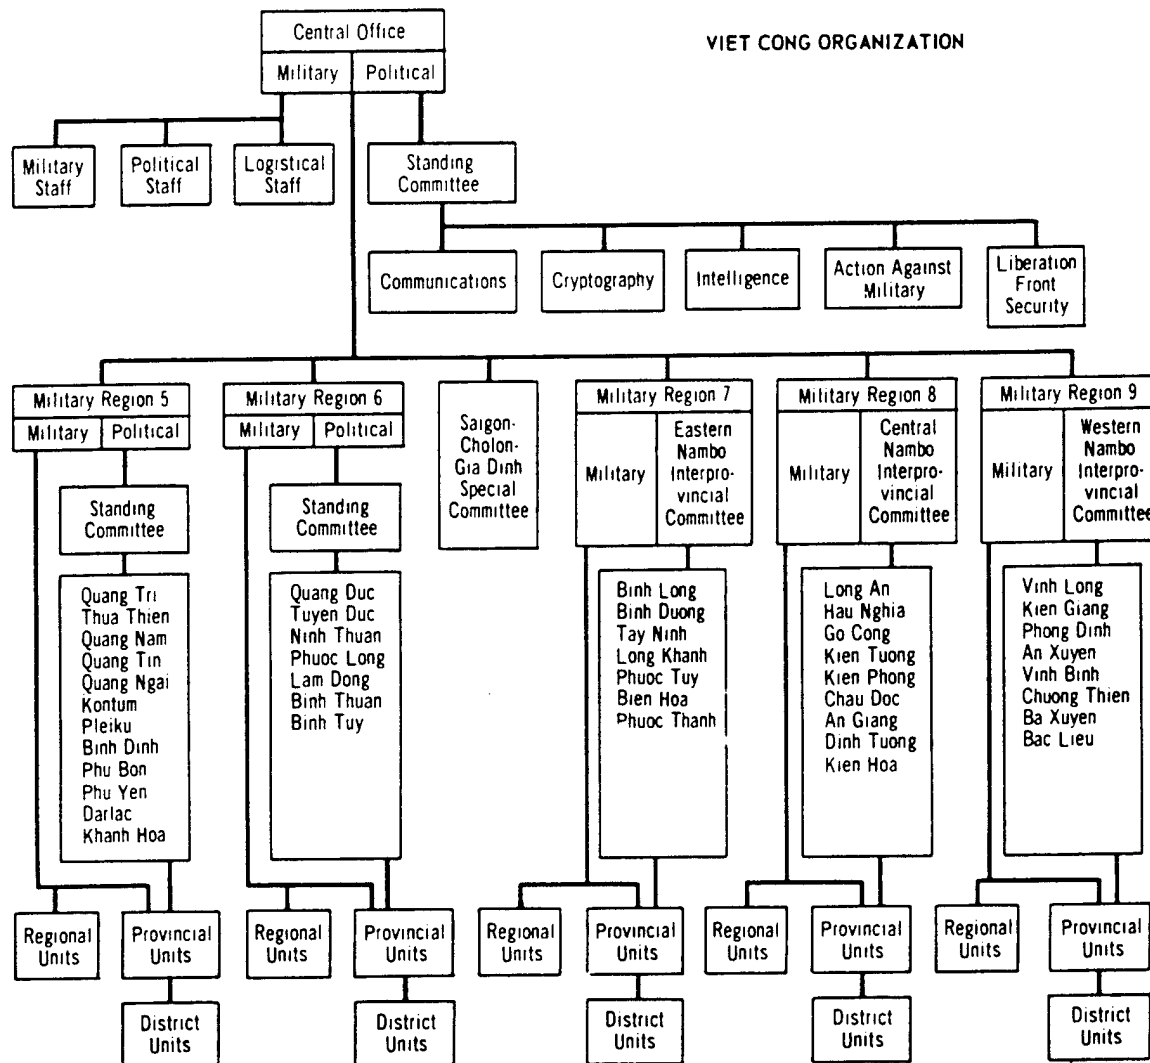 VIET CONG ORGANIZATION
Central Office
Military
Political
Military
Staff
Political
Staff
Logistical
Staff
Standing
Committee
Communications
Cryptography
Intelligence
Action Against
Military
Liberation
Front
Security
Military Region 5
Military
Political
Standing
Committee
Quang Tri
Thua Thien
Quang Nam
Quang Tin
Quang Ngai
Kontum
Pleiku
Binh Dinh
Phu Bon
Phu Yen
Darlac
Khanh Hoa
Regional
Units
Provincial
Units
District
Units
Military Region 6
Military
Political
Standing
Committee
Quang Duc
Tuyen Duc
Ninh Thuan
Phuoc Long
Lam Dong
Binh Thuan
Binh Tuy
Regional
Units
Provincial
Units
District
Units
Saigon-
Cholon-
Gia Dinh
Special
Committee
Military Region 7
Military
Eastern
Nambo
Interpro-
vincial
Committee
Binh Long
Binh Duong
Tay Ninh
Long Khanh
Phuoc Tuy
Bien Hoa
Phuoc Thanh
Regional
Units
Provincial
Units
District
Units
Military Region 8
Military
Central
Nambo
Interpro-
vincial
Committee
Long An
Hau Nghia
Go Cong
Kien Tuong
Kien Phong
Chau Doc
An Giang
Dinh Tuong
Kien Hoa
Regional
Units
Provincial
Units
District
Units
Military Region 9
Military
Western
Nambo
Interpro-
vincial
Committee
Vinh Long
Kien Giang
Phong Dinh
An Xuyen
Vinh Binh
Chuong Thien
Ba Xuyen
Bac Lieu
Regional
Units
Provincial
Units
District
Units